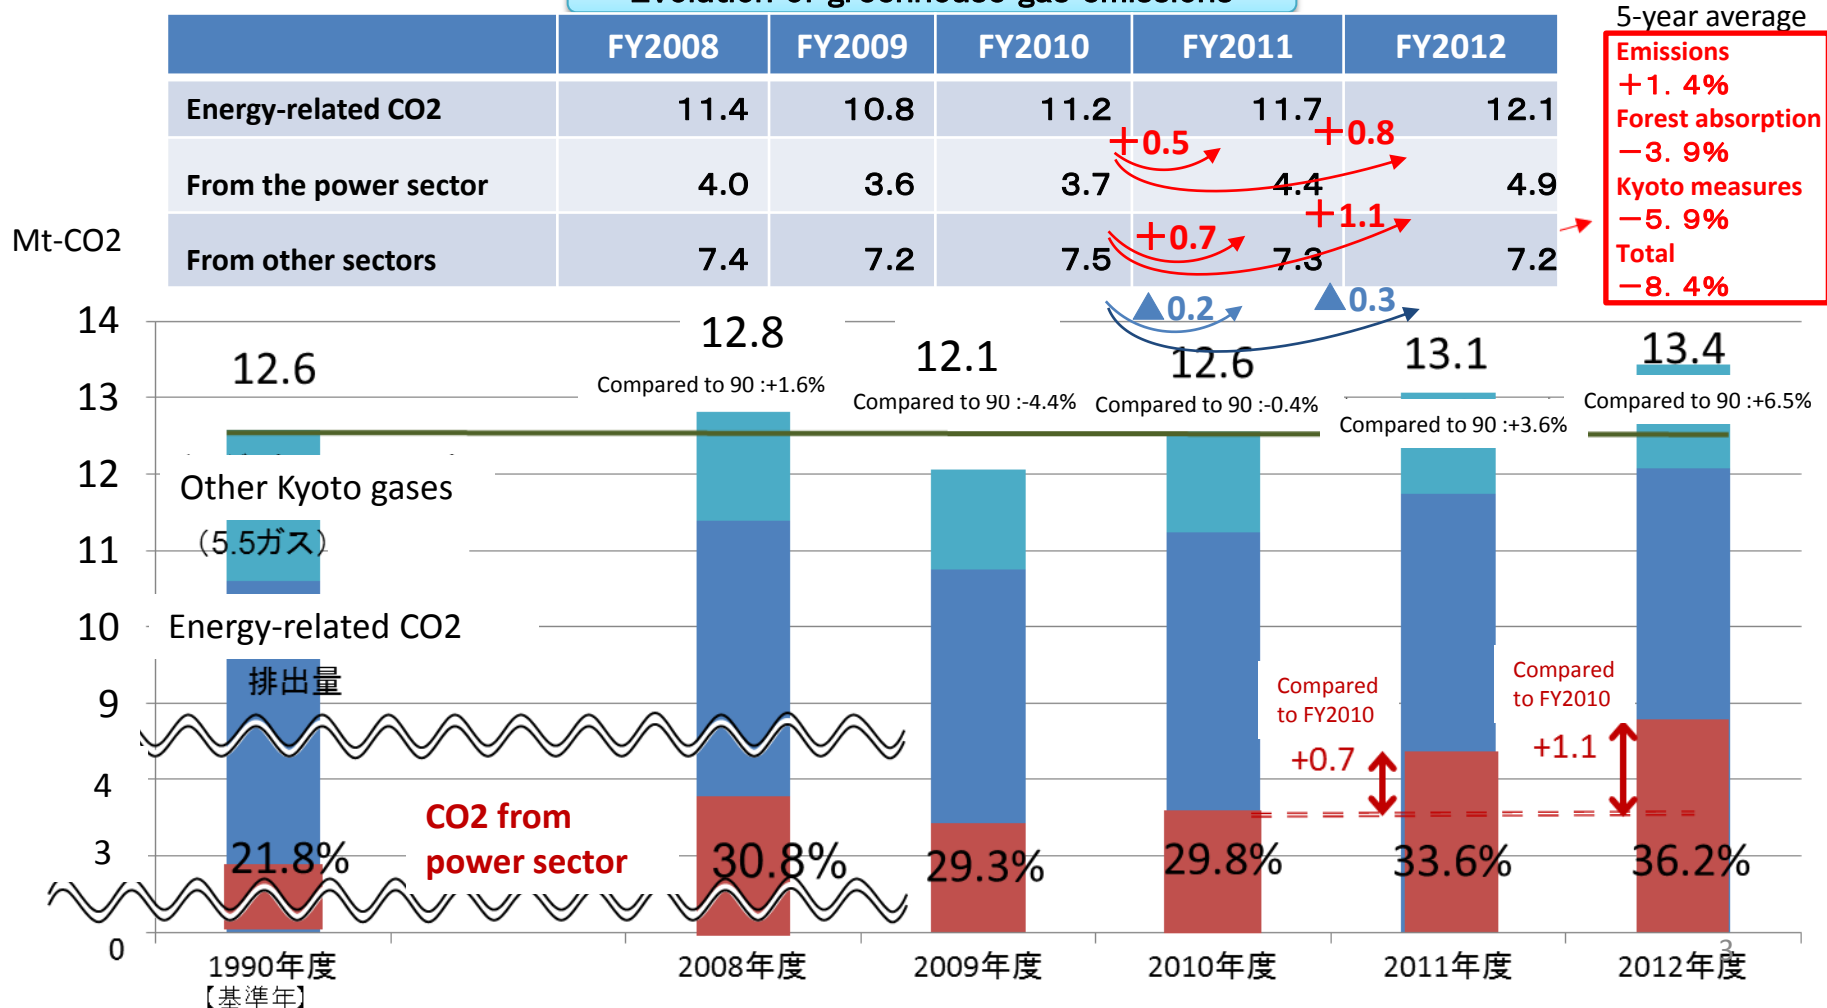 Evolution of greenhouse gas emissions
5-year average
FY2008 FY2009 FY2010 FY2011 FY2012
Energy-related CO2 11.4 10.8 11.2 11.7 12.1
+0.5 +0.8
From the power sector 4.0 3.6 3.7 4.4 4.9
+0.7 +1.1
From other sectors 7.4 7.2 7.5 7.3 7.2
▲0.2 ▲0.3
Emissions
+1.4%
Forest absorption
-3.9%
Kyoto measures
-5.9%
Total
-8.4%
Mt-CO2
14
13
12
11
10
9
4
3
0
12.6
12.8
Compared to 90 :+1.6%
12.1
Compared to 90 :-4.4%
12.6
Compared to 90 :-0.4%
13.1
Compared to 90 :+3.6%
13.4
Compared to 90 :+6.5%
Other Kyoto gases
（5.5ガス）
Energy-related CO2
排出量
Compared
to FY2010
+0.7
Compared
to FY2010
+1.1
CO2 from
power sector
21.8% 30.8% 29.3% 29.8% 33.6% 36.2%
1990年度 2008年度 2009年度 2010年度 2011年度 2012年度
【基準年】
3